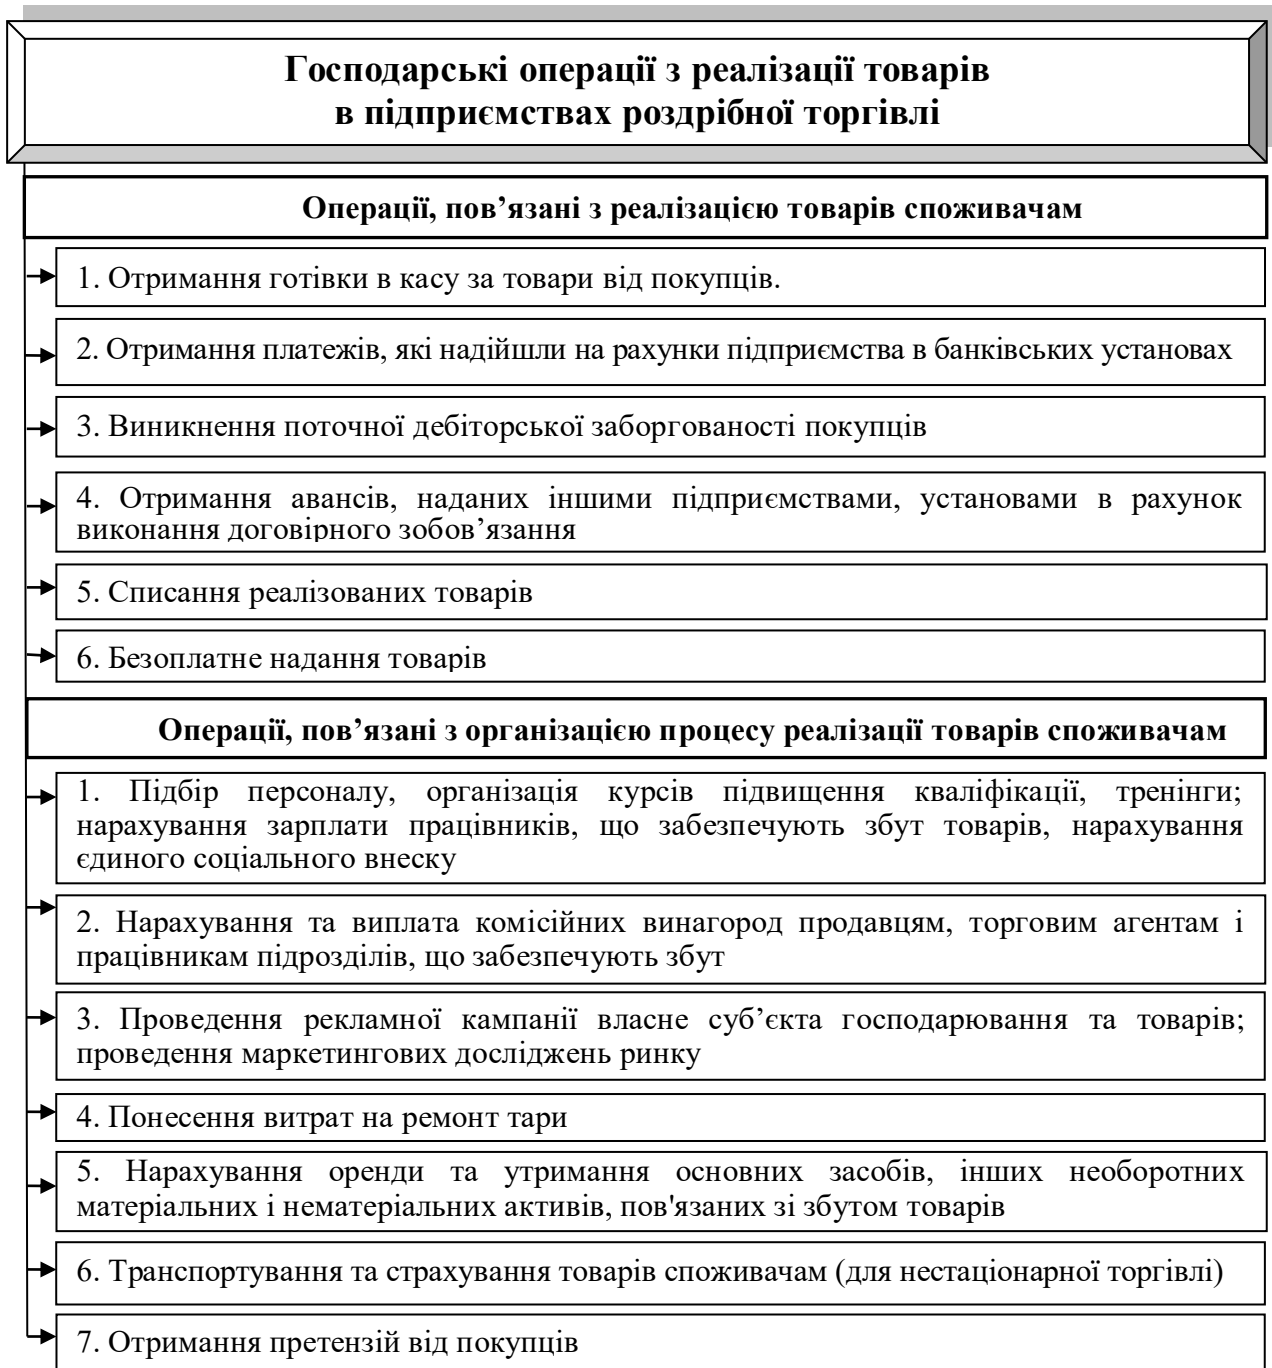 Господарські операції з реалізації товарів
в підприємствах роздрібної торгівлі
Операції, пов’язані з реалізацією товарів споживачам
1. Отримання готівки в касу за товари від покупців.
2. Отримання платежів, які надійшли на рахунки підприємства в банківських установах
3. Виникнення поточної дебіторської заборгованості покупців
4. Отримання авансів, наданих іншими підприємствами, установами в рахунок
виконання договірного зобов’язання
5. Списання реалізованих товарів
6. Безоплатне надання товарів
Операції, пов’язані з організацією процесу реалізації товарів споживачам
1. Підбір персоналу, організація курсів підвищення кваліфікації, тренінги;
нарахування зарплати працівників, що забезпечують збут товарів, нарахування
єдиного соціального внеску
2. Нарахування та виплата комісійних винагород продавцям, торговим агентам і
працівникам підрозділів, що забезпечують збут
3. Проведення рекламної кампанії власне суб’єкта господарювання та товарів;
проведення маркетингових досліджень ринку
4. Понесення витрат на ремонт тари
5. Нарахування оренди та утримання основних засобів, інших необоротних
матеріальних і нематеріальних активів, пов'язаних зі збутом товарів
6. Транспортування та страхування товарів споживачам (для нестаціонарної торгівлі)
7. Отримання претензій від покупців